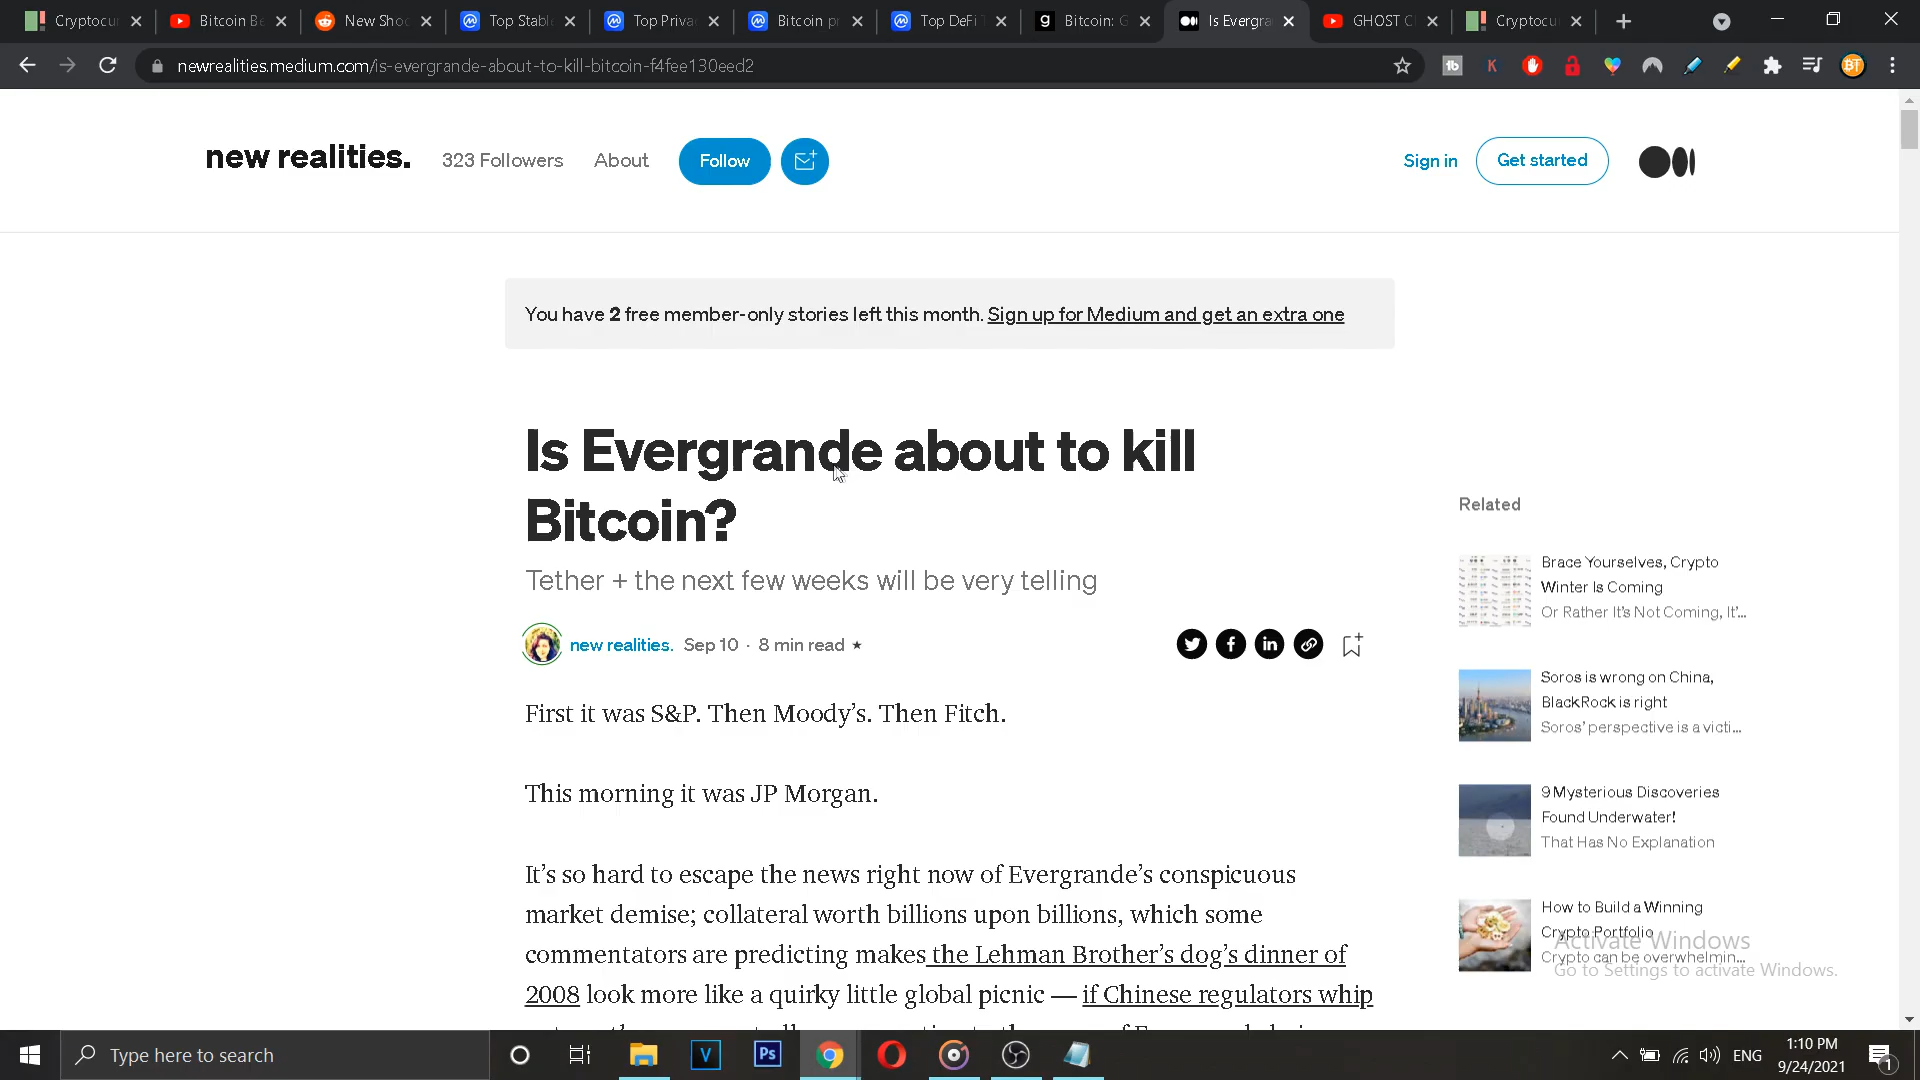 Cryptocur
Bitcoin Be
New Shoc
Top Stabl
Top Priva
Bitcoin pr
Top DeFi T
Bitcoin: G
Is Evergra
GHOST Cl
Cryptocu
newrealities.medium.com/is-evergrande-about-to-kill-bitcoin-f4fee130eed2
new realities. 323 Followers About Follow
Sign in Get started
You have 2 free member-only stories left this month. Sign up for Medium and get an extra one
Is Evergrande about to kill
Bitcoin?
Tether + the next few weeks will be very telling
new realities. Sep 10 · 8 min read
First it was S&P. Then Moody’s. Then Fitch.
This morning it was JP Morgan.
It’s so hard to escape the news right now of Evergrande’s conspicuous
market demise; collateral worth billions upon billions, which some
commentators are predicting makes the Lehman Brother’s dog’s dinner of
2008 look more like a quirky little global picnic — if Chinese regulators whip
Related
Brace Yourselves, Crypto
Winter Is Coming
Or Rather It’s Not Coming, It’...
Soros is wrong on China,
BlackRock is right
Soros’ perspective is a victi...
9 Mysterious Discoveries
Found Underwater!
That Has No Explanation
How to Build a Winning
Crypto Portfolio
Crypto can be overwhelmin...
Activate Windows
Go to Settings to activate Windows.
Type here to search
V
Ps
ENG
1:10 PM
9/24/2021
1